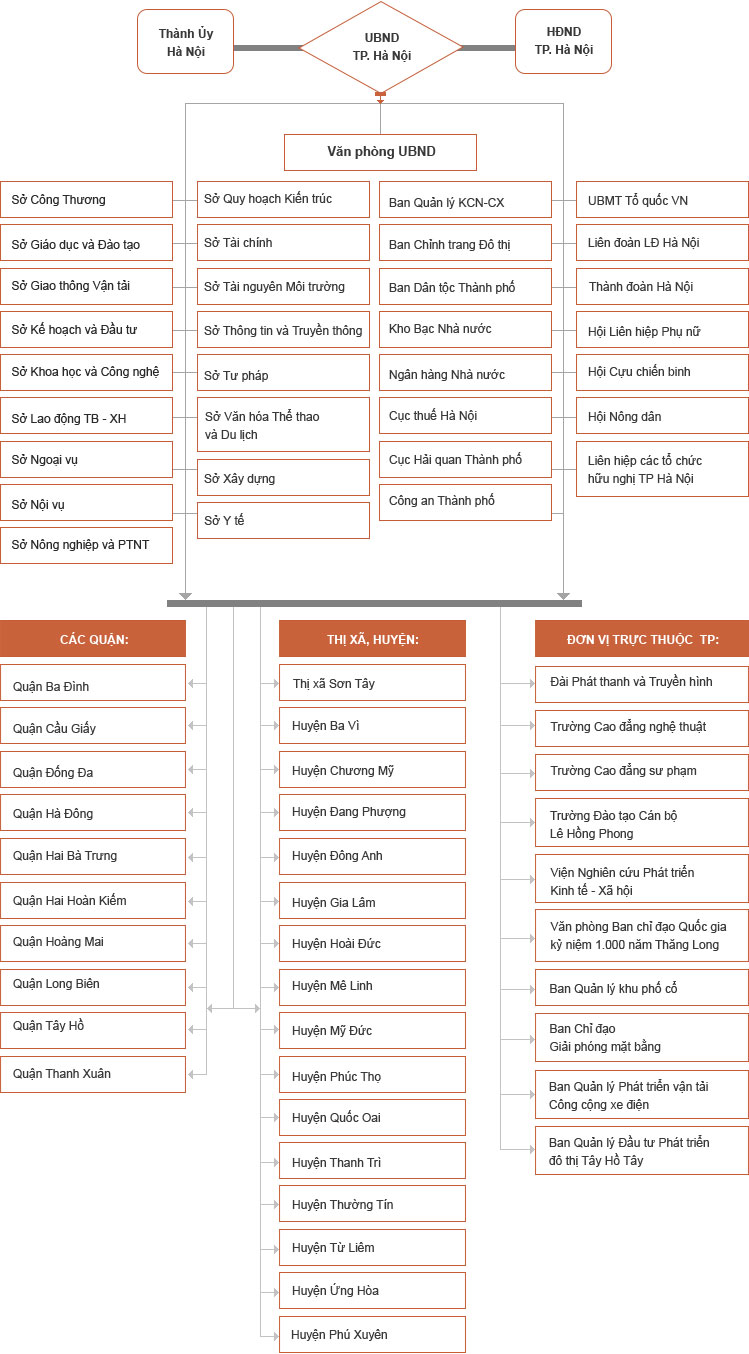 Thành Ủy
Hà Nội
UBND
TP. Hà Nội
HĐND
TP. Hà Nội
Văn phòng UBND
Sở Công Thương
Sở Giáo dục và Đào tạo
Sở Giao thông Vận tải
Sở Kế hoạch và Đầu tư
Sở Khoa học và Công nghệ
Sở Lao động TB - XH
Sở Ngoại vụ
Sở Nội vụ
Sở Nông nghiệp và PTNT
Sở Quy hoạch Kiến trúc
Sở Tài chính
Sở Tài nguyên Môi trường
Sở Thông tin và Truyền thông
Sở Tư pháp
Sở Văn hóa Thể thao
và Du lịch
Sở Xây dựng
Sở Y tế
Ban Quản lý KCN-CX
Ban Chỉnh trang Đô thị
Ban Dân tộc Thành phố
Kho Bạc Nhà nước
Ngân hàng Nhà nước
Cục thuế Hà Nội
Cục Hải quan Thành phố
Công an Thành phố
UBMT Tổ quốc VN
Liên đoàn LĐ Hà Nội
Thành đoàn Hà Nội
Hội Liên hiệp Phụ nữ
Hội Cựu chiến binh
Hội Nông dân
Liên hiệp các tổ chức
hữu nghị TP Hà Nội
CÁC QUẬN:
Quận Ba Đình
Quận Cầu Giấy
Quận Đống Đa
Quận Hà Đông
Quận Hai Bà Trưng
Quận Hai Hoàn Kiếm
Quận Hoàng Mai
Quận Long Biên
Quận Tây Hồ
Quận Thanh Xuân
THỊ XÃ, HUYỆN:
Thị xã Sơn Tây
Huyện Ba Vì
Huyện Chương Mỹ
Huyện Đang Phượng
Huyện Đông Anh
Huyện Gia Lâm
Huyện Hoài Đức
Huyện Mê Linh
Huyện Mỹ Đức
Huyện Phúc Thọ
Huyện Quốc Oai
Huyện Thanh Trì
Huyện Thường Tín
Huyện Từ Liêm
Huyện Ứng Hòa
Huyện Phú Xuyên
ĐƠN VỊ TRỰC THUỘC TP:
Đài Phát thanh và Truyền hình
Trường Cao đẳng nghệ thuật
Trường Cao đẳng sư phạm
Trường Đào tạo Cán bộ
Lê Hồng Phong
Viện Nghiên cứu Phát triển
Kinh tế - Xã hội
Văn phòng Ban chỉ đạo Quốc gia
kỷ niệm 1.000 năm Thăng Long
Ban Quản lý khu phố cổ
Ban Chỉ đạo
Giải phóng mặt bằng
Ban Quản lý Phát triển vận tải
Công cộng xe điện
Ban Quản lý Đầu tư Phát triển
đô thị Tây Hồ Tây